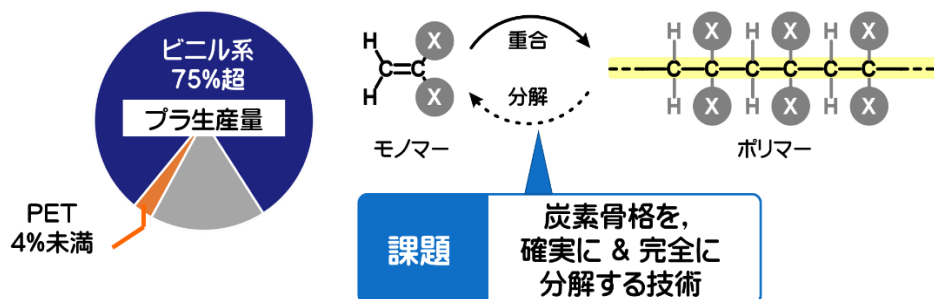 ビニル系
75%超
プラ生産量
PET
4%未満
H
H
C=C
X
X
モノマー
重合
分解
H X H X H X
C C C C C C
H X H X H X
ポリマー
課題
炭素骨格を,
確実に & 完全に
分解する技術